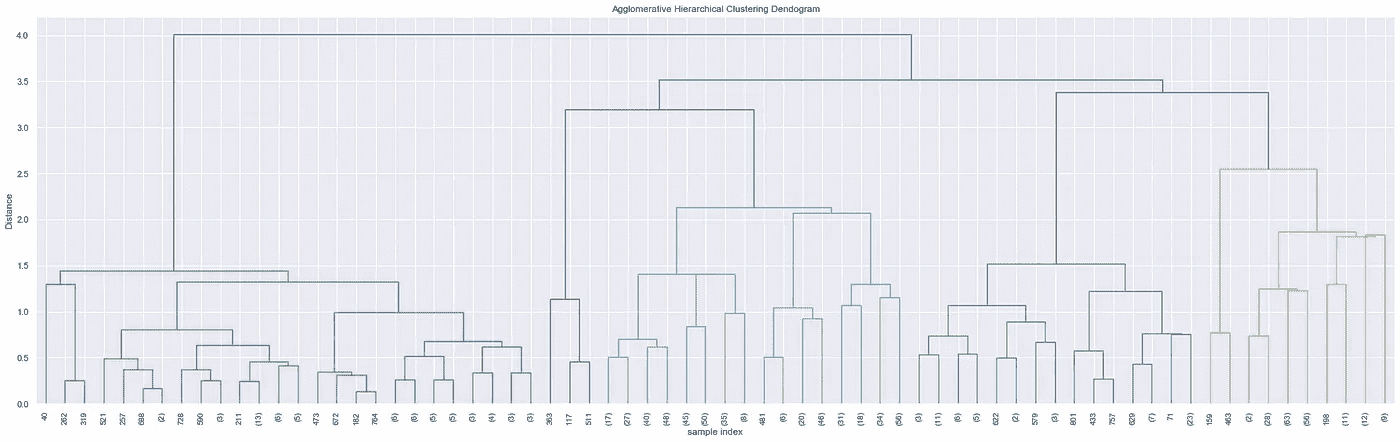 Agglomerative Hierarchical Clustering Dendogram
4.0
3.5
3.0
2.5
2.0
1.5
1.0
0.5
0.0
Distance
40 262 319 521 257 688 (2) 728 590 (3) 211 (13) (6) (5) 473 672 182 764 (6) (6) (5) (5) (3) (4) (3) (3) 363 117 511 (17) (27) (40) (48) (45) (50) (35) (8) 481 (6) (20) (46) (31) (18) (34) (56) (3) (11) (6) (5) 622 (2) 579 (3) 801 433 757 629 (7) 71 (23) 159 463 (2) (28) (63) (56) 198 (11) (12) (9)
sample index